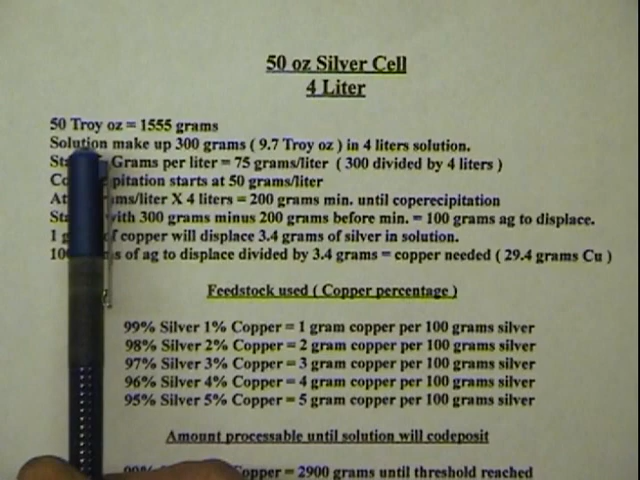 50 oz Silver Cell
4 Liter
50 Troy oz = 1555 grams
Solution make up 300 grams ( 9.7 Troy oz ) in 4 liters solution.
Grams per liter = 75 grams/liter ( 300 divided by 4 liters )
starts at 50 grams/liter
X 4 liters = 200 grams min. until coperecipitation
with 300 grams minus 200 grams before min. = 100 grams ag to displace.
1 of copper will displace 3.4 grams of silver in solution.
of ag to displace divided by 3.4 grams = copper needed ( 29.4 grams Cu )
Feedstock used ( Copper percentage )
99% Silver 1% Copper = 1 gram copper per 100 grams silver
98% Silver 2% Copper = 2 gram copper per 100 grams silver
97% Silver 3% Copper = 3 gram copper per 100 grams silver
96% Silver 4% Copper = 4 gram copper per 100 grams silver
95% Silver 5% Copper = 5 gram copper per 100 grams silver
Amount processable until solution will codeposit
= 2900 grams until threshold reached